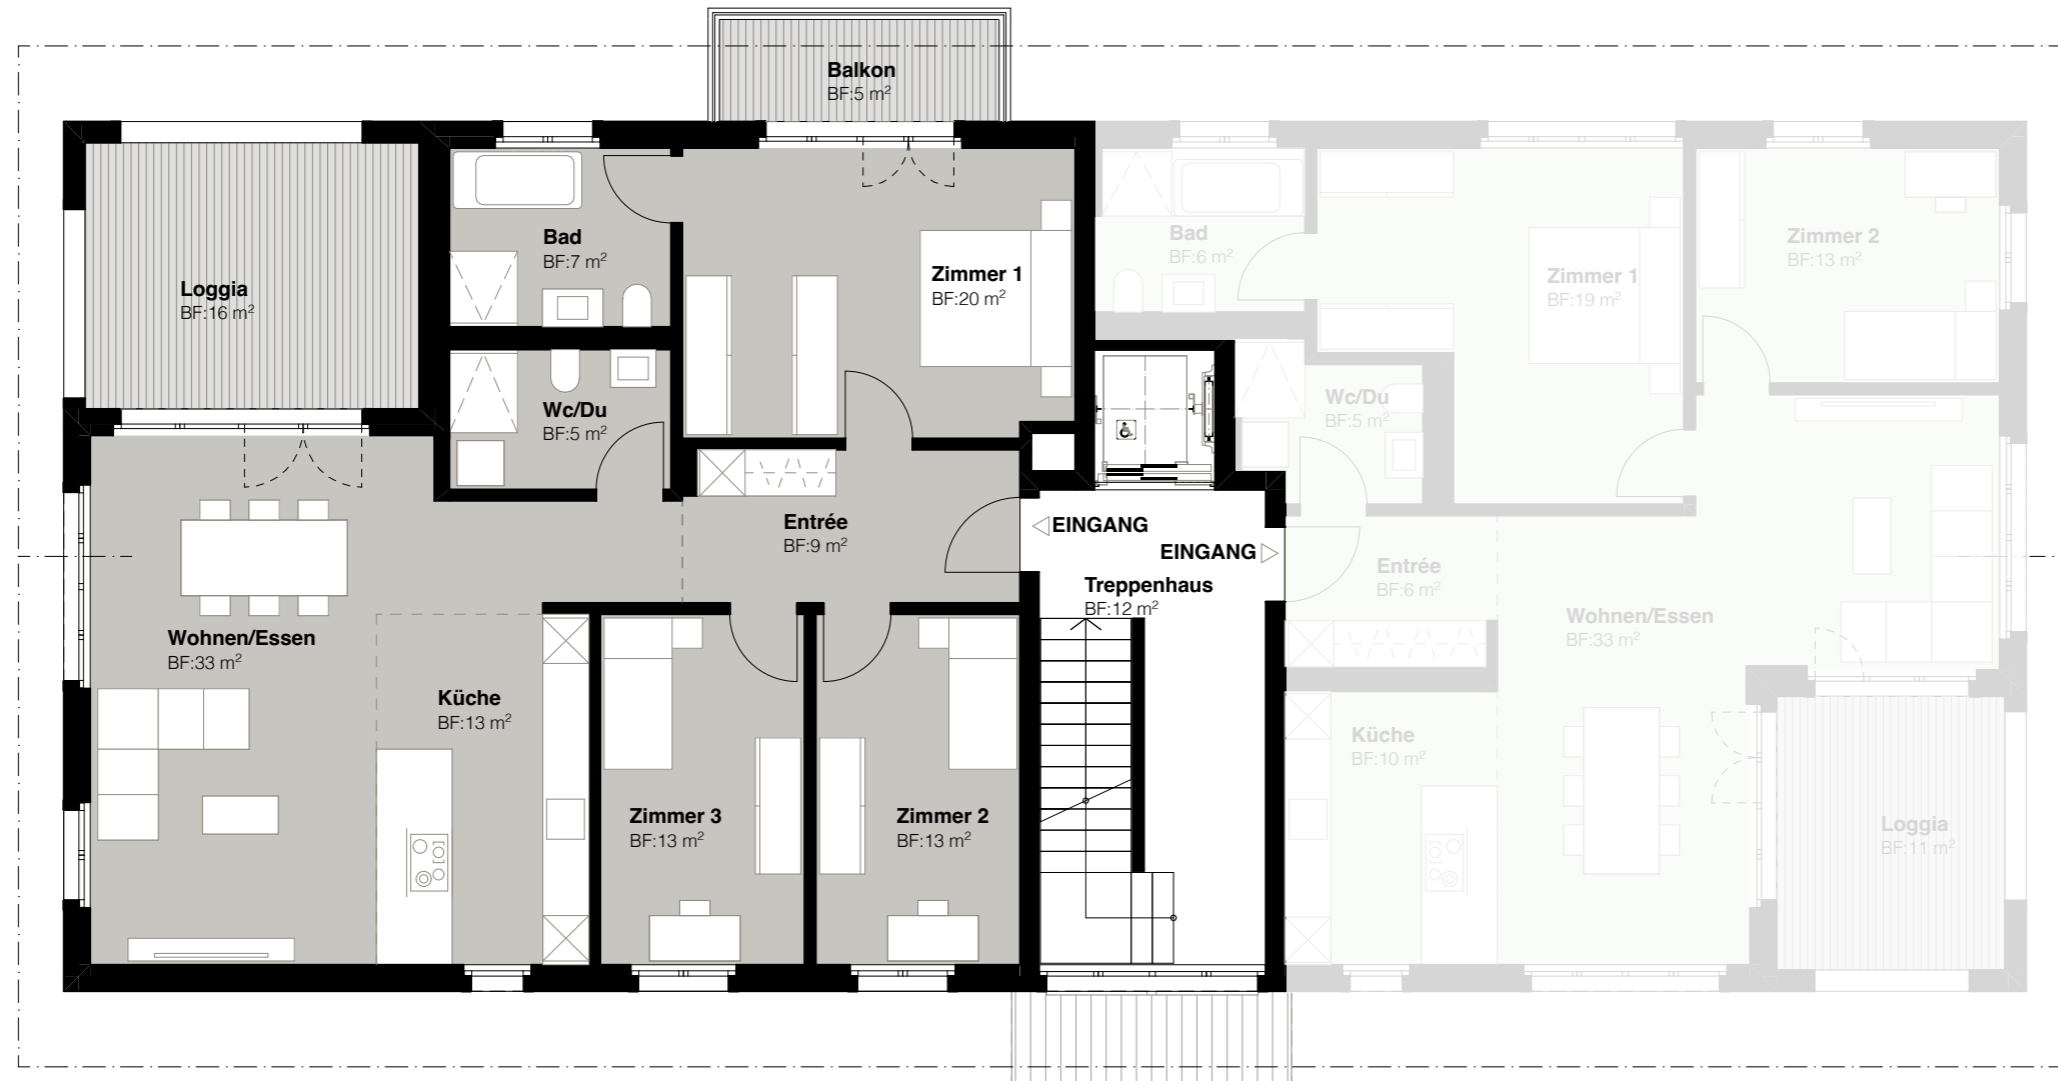 Balkon
BF:5 m²
Loggia
BF:16 m²
Bad
BF:7 m²
Zimmer 1
BF:20 m²
Wc/Du
BF:5 m²
Entrée
BF:9 m²
Wohnen/Essen
BF:33 m²
Küche
BF:13 m²
Zimmer 3
BF:13 m²
Zimmer 2
BF:13 m²
EINGANG
EINGANG
Treppenhaus
BF:12 m²
Bad
BF:6 m²
Zimmer 1
BF:19 m²
Zimmer 2
BF:13 m²
Wc/Du
BF:5 m²
Entrée
BF:6 m²
Wohnen/Essen
BF:33 m²
Küche
BF:10 m²
Loggia
BF:11 m²